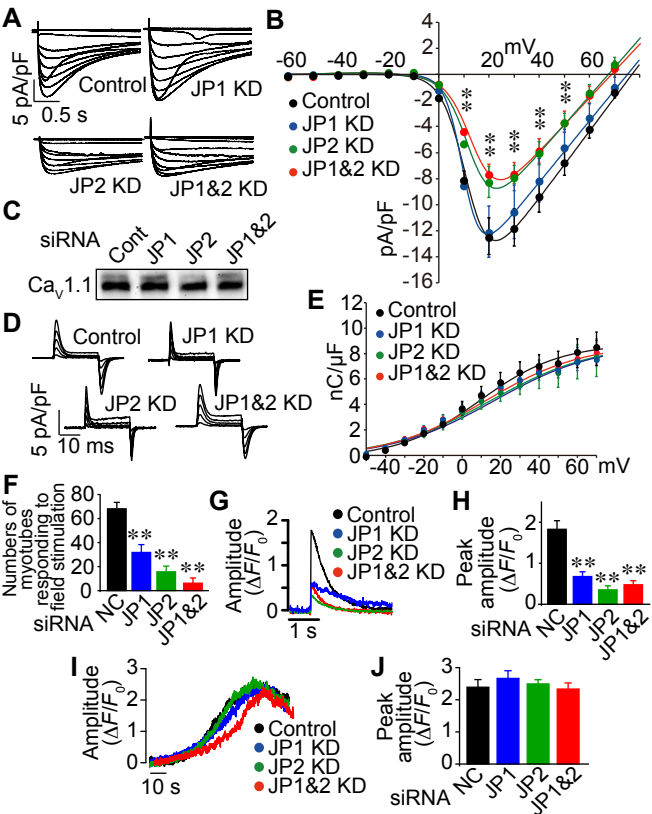 A
5 pA/pF
0.5 s
Control
JP1 KD
JP2 KD
JP1&2 KD
B
mV
-60 -40 -20 0 20 40 60
4
2
-2
-4
-6
-8
-10
-12
-14
-16
pA/pF
Control
JP1 KD
JP2 KD
JP1&2 KD
** ** ** ** **
C
siRNA Cont JP1 JP2 JP1&2
CaV1.1
D
Control
JP1 KD
JP2 KD
JP1&2 KD
5 pA/pF
10 ms
E
Control
JP1 KD
JP2 KD
JP1&2 KD
nC/µF
12
10
8
6
4
2
0
-40 -20 0 20 40 60 mV
F
Numbers of
myotubes
responding to
field stimulation
80
60
40
20
0
** ** **
siRNA NC JP1 JP2 JP1&2
G
Amplitude
(ΔF/F0)
2
1
0
1 s
Control
JP1 KD
JP2 KD
JP1&2 KD
H
Peak
amplitude
(ΔF/F0)
2
1
0
** ** **
siRNA NC JP1 JP2 JP1&2
I
Amplitude
(ΔF/F0)
3
2
1
0
10 s
Control
JP1 KD
JP2 KD
JP1&2 KD
J
Peak
amplitude
(ΔF/F0)
3
2
1
0
siRNA NC JP1 JP2 JP1&2